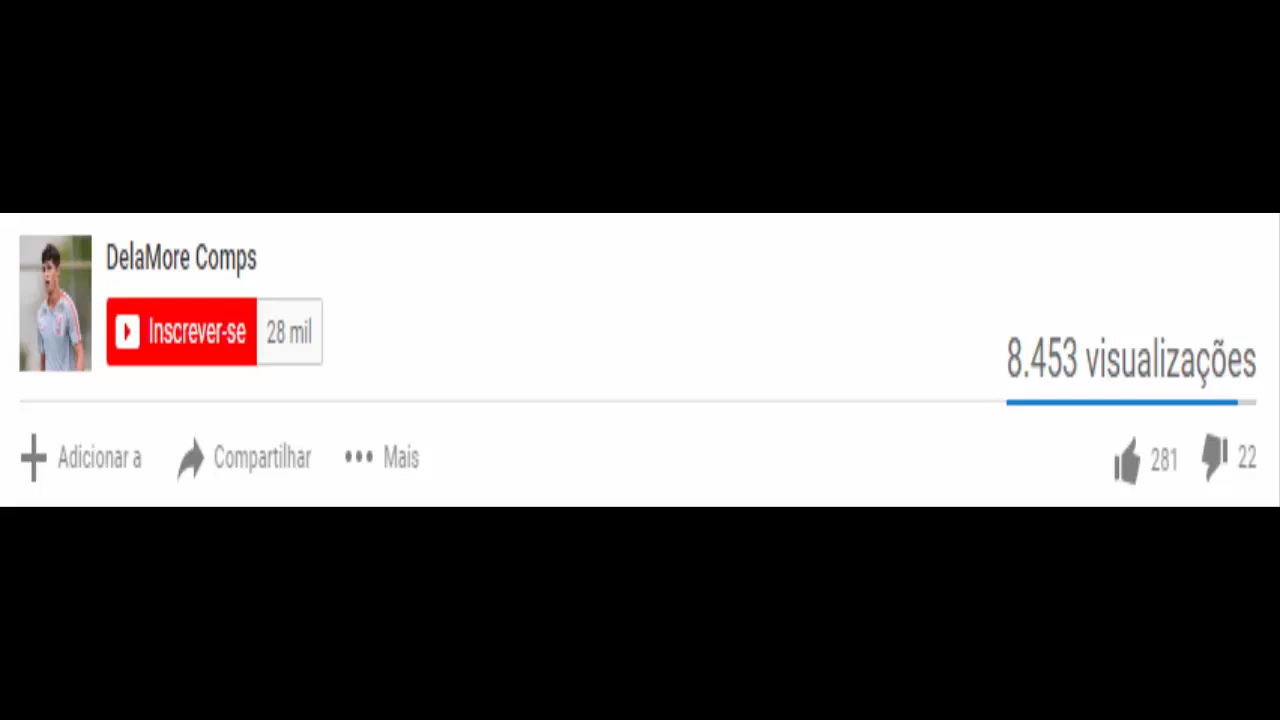 DelaMore Comps
Inscrever-se 28 mil
8.453 visualizações
Adicionar a Compartilhar Mais 281 22